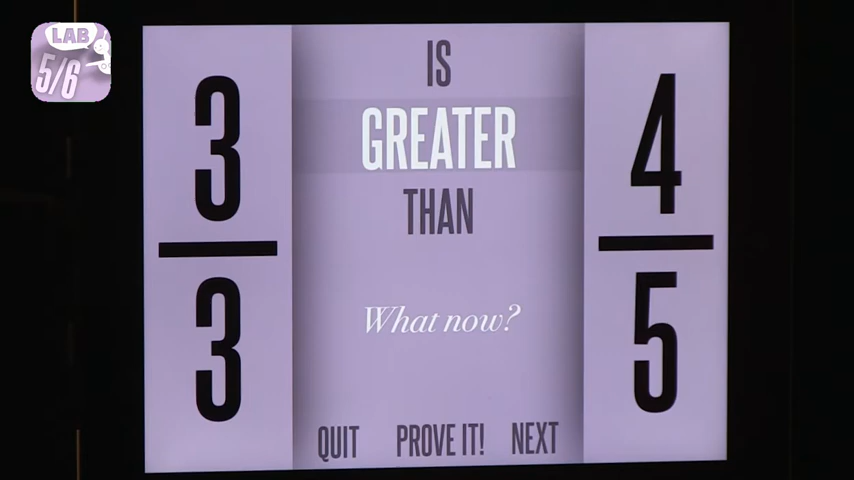 LAB
5/6
3
3
IS
GREATER
THAN
What now?
QUIT PROVE IT! NEXT
4
5